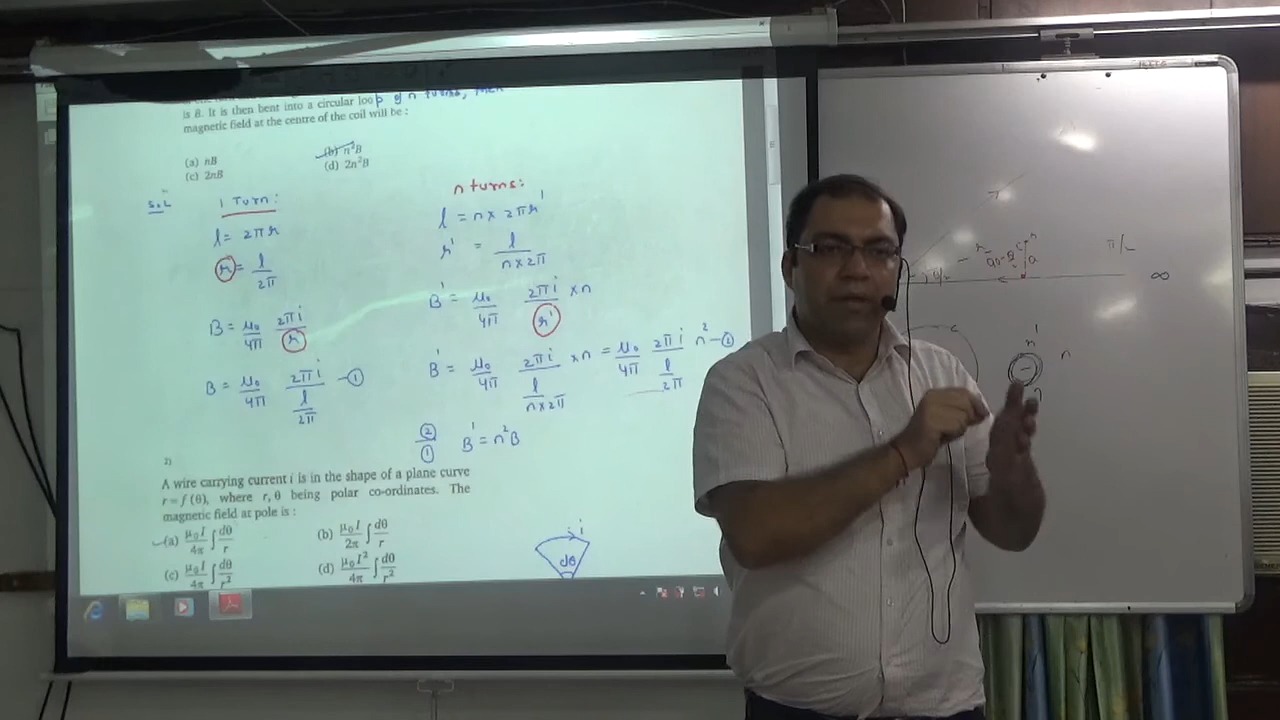 is B. It is then bent into a circular loop of n turns, then
magnetic field at the centre of the coil will be :
(a) nB
(b) n²B
(c) 2nB
(d) 2n²B
SOL
1 Turn:
l = 2πr
r = l/2π
B = μ₀/4π 2πi/r
B = μ₀/4π 2πi/(l/2π) —①
n turns:
l = n × 2πr'
r' = l/(n×2π)
B' = μ₀/4π 2πi/r' × n
B' = μ₀/4π 2πi/(l/(n×2π)) × n = μ₀/4π 2πi/(l/2π) n² —②
②/① B' = n²B
2)
A wire carrying current i is in the shape of a plane curve
r = f(θ), where r, θ being polar co-ordinates. The
magnetic field at pole is :
(a) μ₀I/4π ∫ dθ/r
(b) μ₀I/2π ∫ dθ/r
(c) μ₀I/4π ∫ dθ/r²
(d) μ₀I²/4π ∫ dθ/r²
i
dθ
a
∞
r'
n